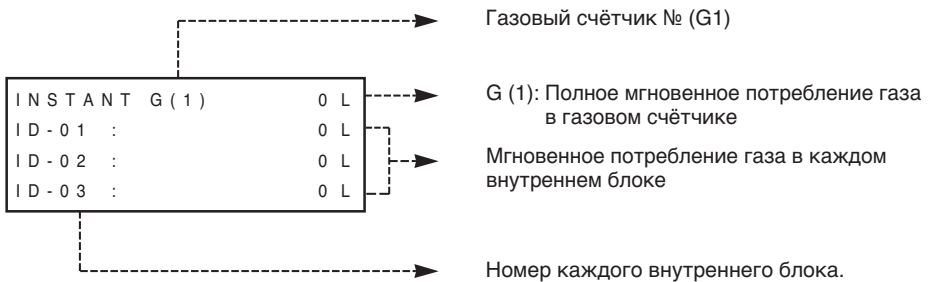 Газовый счётчик № (G1)
INSTANT G(1) 0 L
ID-01 : 0 L
ID-02 : 0 L
ID-03 : 0 L
G (1): Полное мгновенное потребление газа
в газовом счётчике
Мгновенное потребление газа в каждом
внутреннем блоке
Номер каждого внутреннего блока.